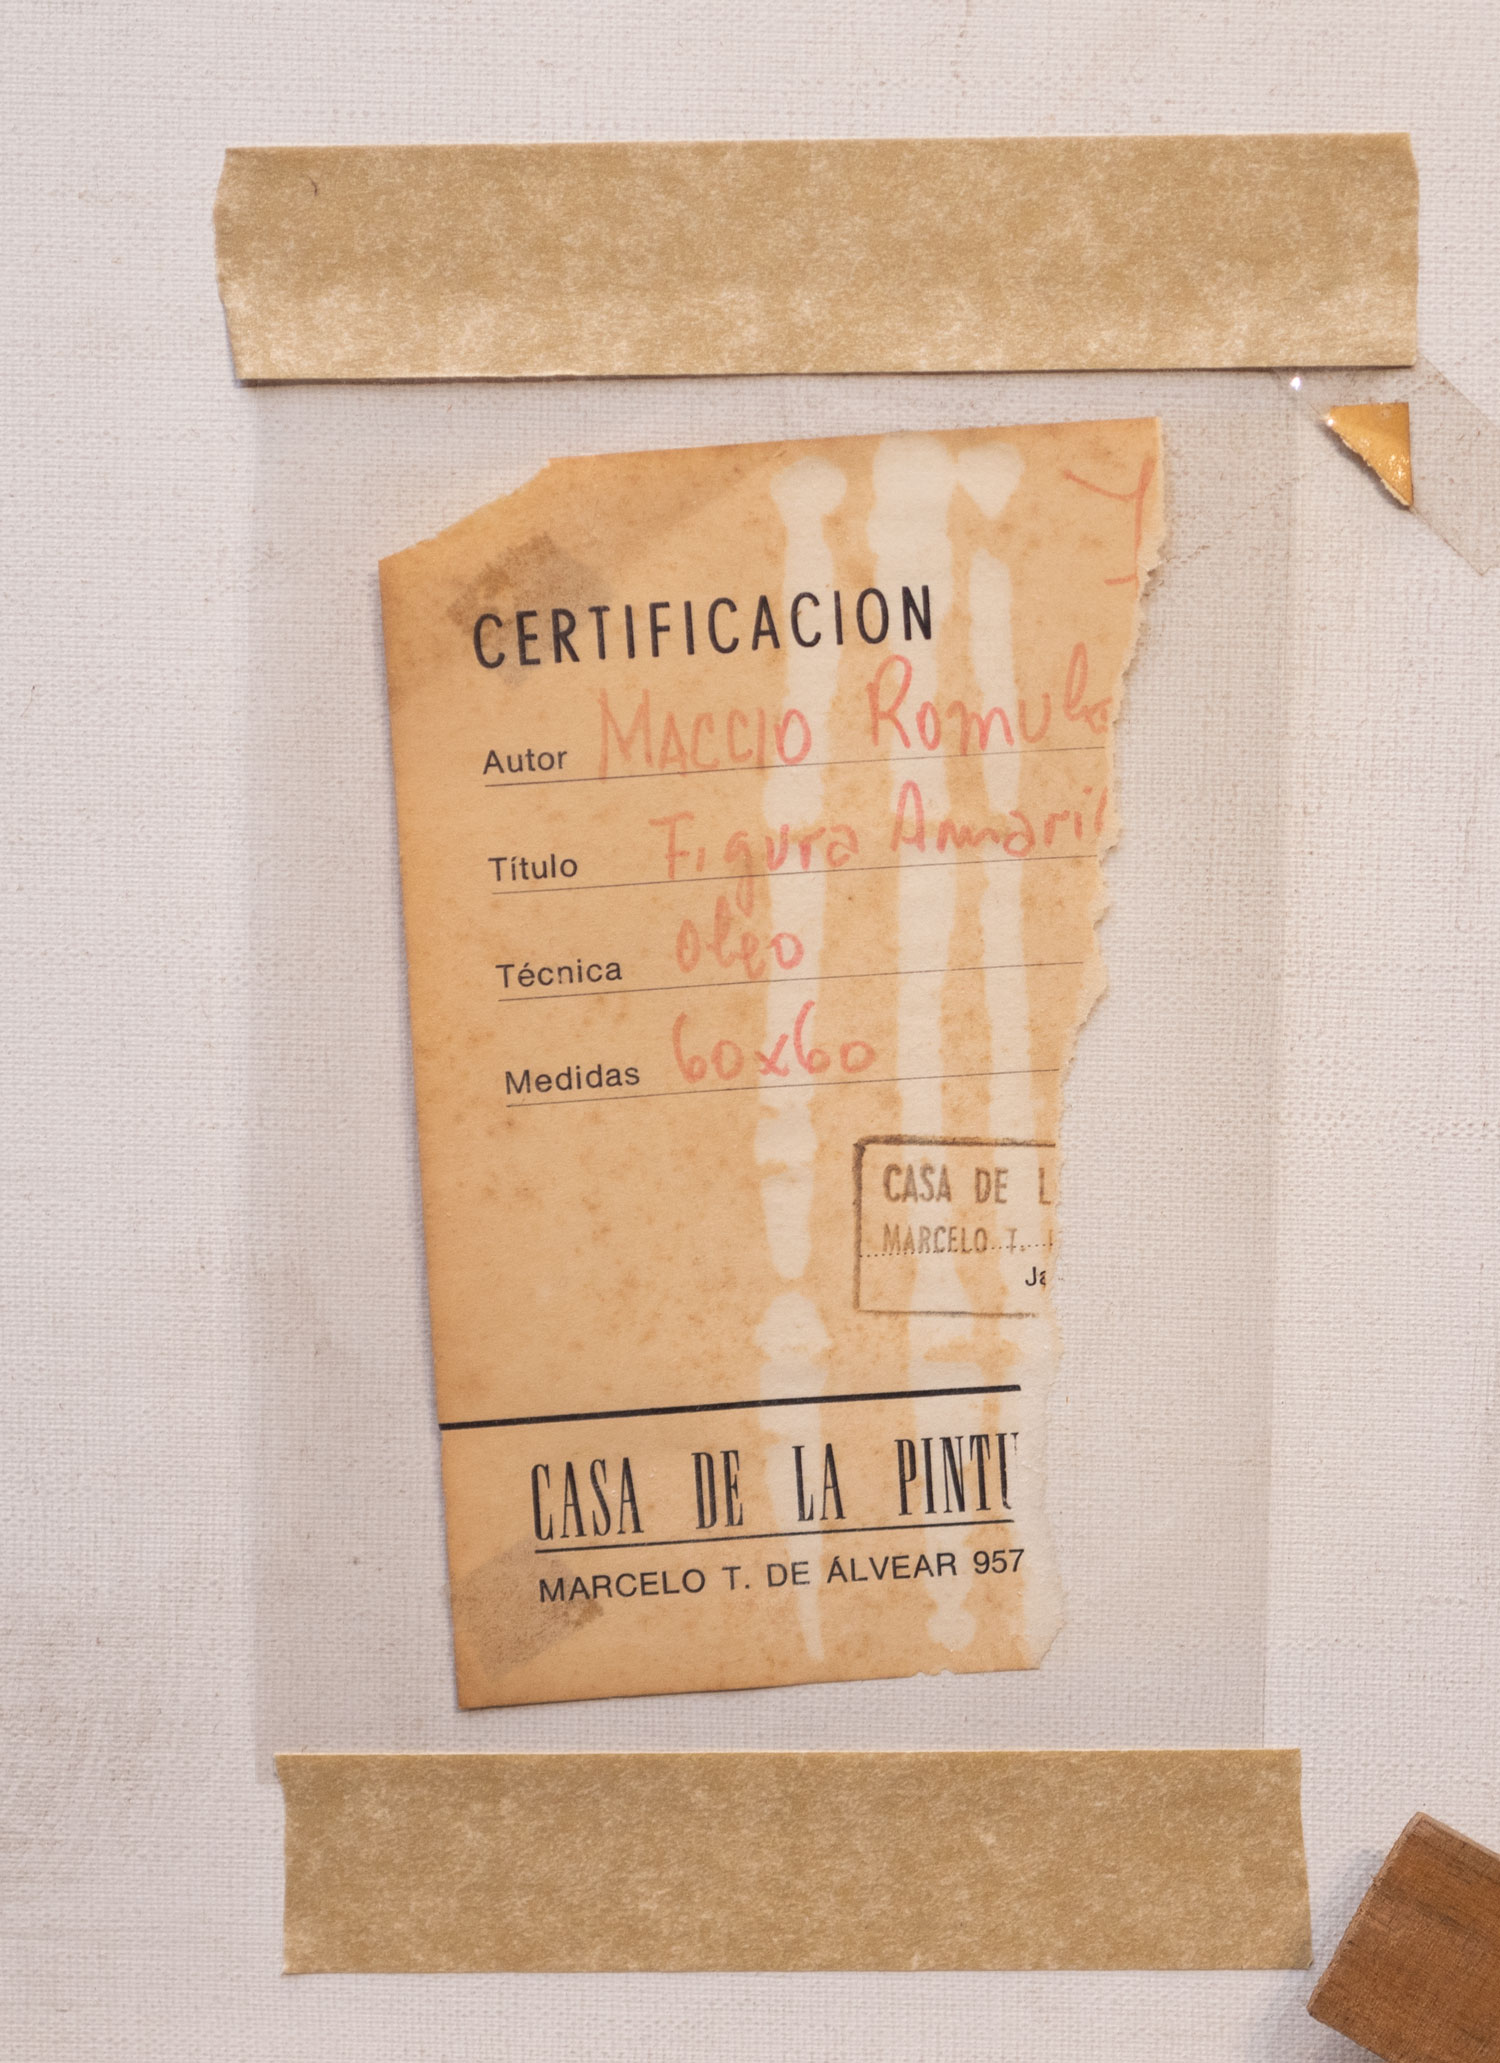 CERTIFICACION
Autor MACCIO Romulo
Título Figura Amaril
Técnica oleo
Medidas 60x60
CASA DE L
MARCELO T.
Ja
CASA DE LA PINTU
MARCELO T. DE ÁLVEAR 957